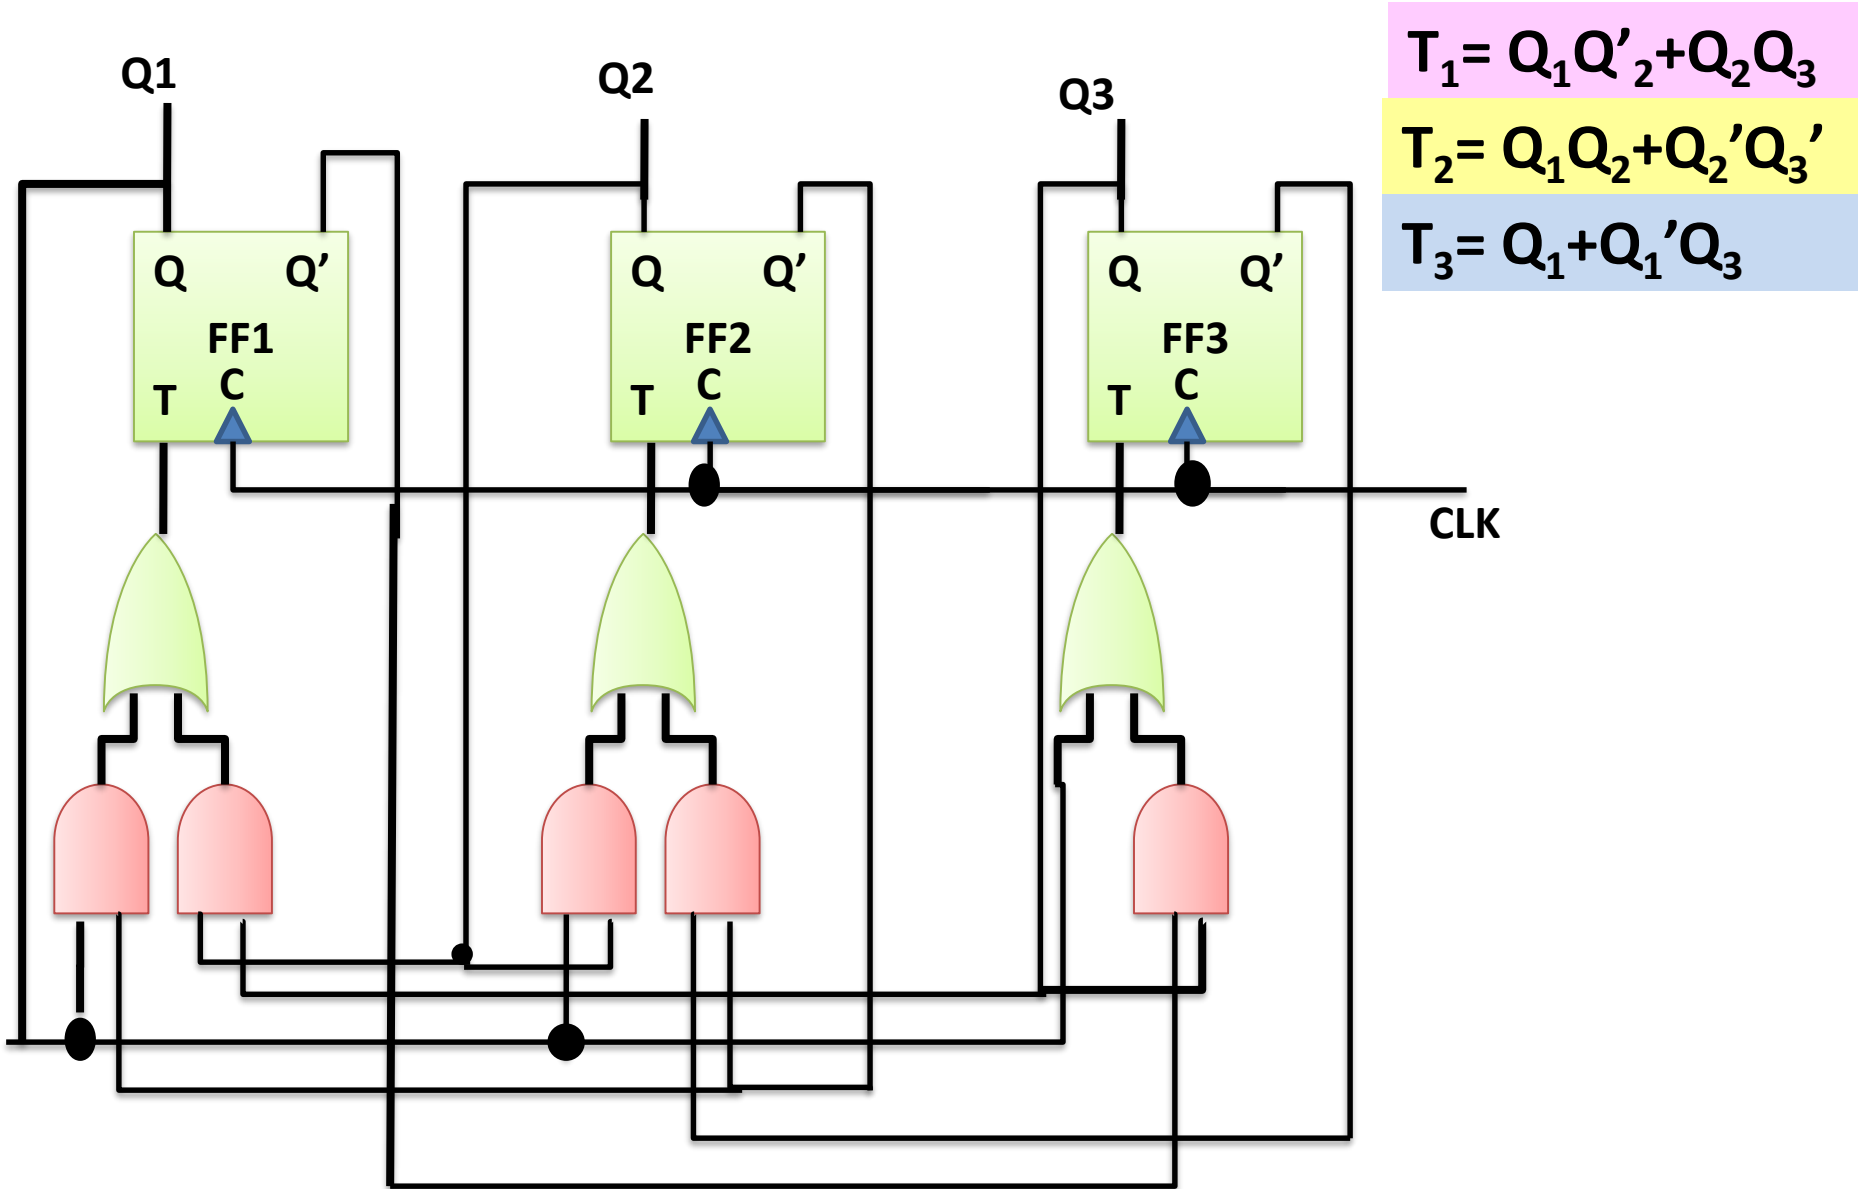 Q1
Q2
Q3
T₁= Q₁Q’₂+Q₂Q₃
T₂= Q₁Q₂+Q₂’Q₃’
T₃= Q₁+Q₁’Q₃
Q Q’
FF1
T C
Q Q’
FF2
T C
Q Q’
FF3
T C
CLK